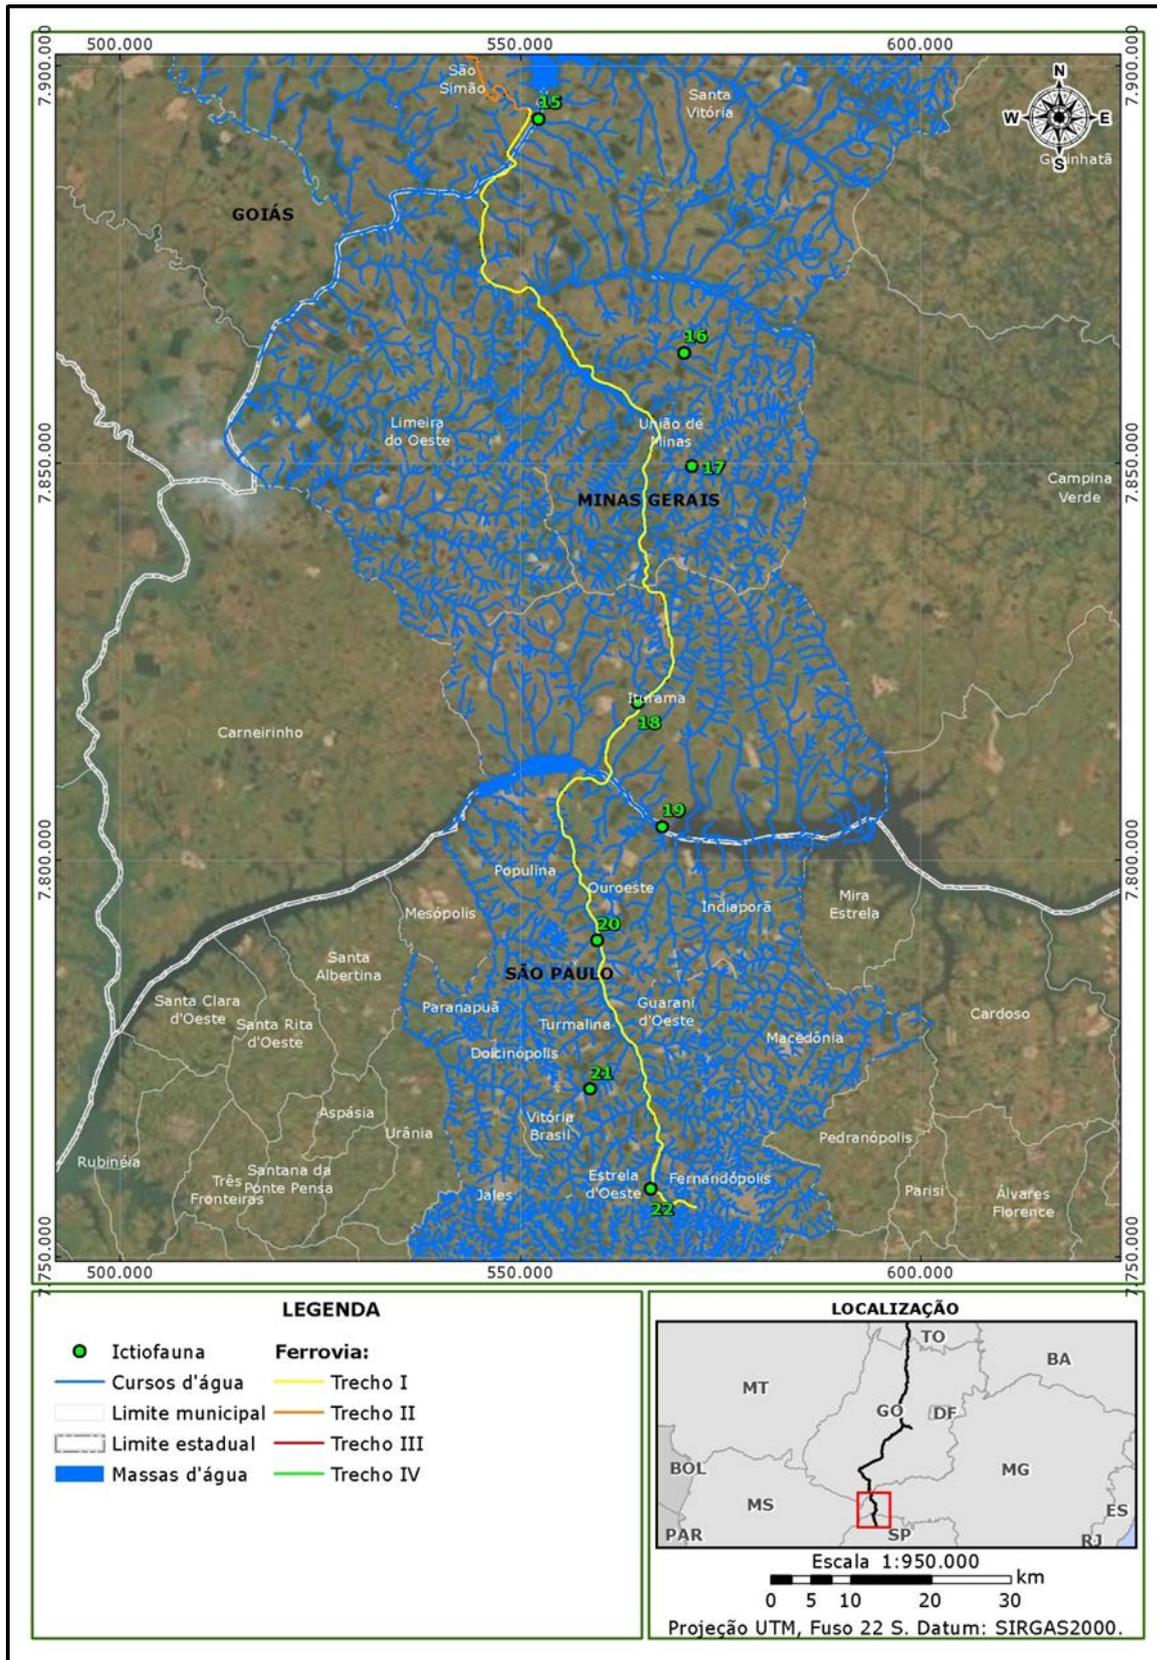 500.000
550.000
600.000
7.900.000
7.900.000
São
Simão
15
Santa
Vitória
N
W
E
S
GOIÁS
16
Limeira
do Oeste
União de
Minas
17
7.850.000
7.850.000
MINAS GERAIS
Campina
Verde
Iturama
18
Carneirinho
19
7.800.000
7.800.000
Populina
Ouroeste
Mesópolis
Indiaporã
Mira
Estrela
20
Santa
Albertina
SÃO PAULO
Santa Clara
d'Oeste
Santa Rita
d'Oeste
Paranapuã
Turmalina
Guarani
d'Oeste
Macedônia
Cardoso
Dolcinópolis
21
Aspásia
Urânia
Vitória
Brasil
Pedranópolis
Rubinéia
Três
Fronteiras
Santana da
Ponte Pensa
Jales
Estrela
d'Oeste
Fernandópolis
22
Parisi
Álvares
Florence
7.750.000
7.750.000
500.000
550.000
600.000
LEGENDA
Ictiofauna
Cursos d'água
Limite municipal
Limite estadual
Massas d'água
Ferrovia:
Trecho I
Trecho II
Trecho III
Trecho IV
LOCALIZAÇÃO
TO
BA
MT
GO
DF
BOL
MG
MS
ES
PAR
SP
RJ
Escala 1:950.000
km
0 5 10 20 30
Projeção UTM, Fuso 22 S. Datum: SIRGAS2000.